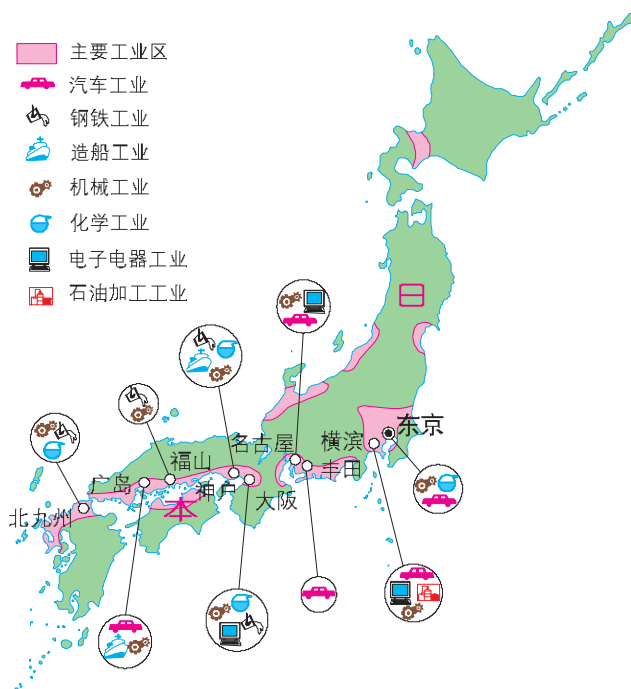 主要工业区
汽车工业
钢铁工业
造船工业
机械工业
化学工业
电子电器工业
石油加工工业
日
本
东京
横滨
名古屋
丰田
福山
神户
大阪
广岛
北九州